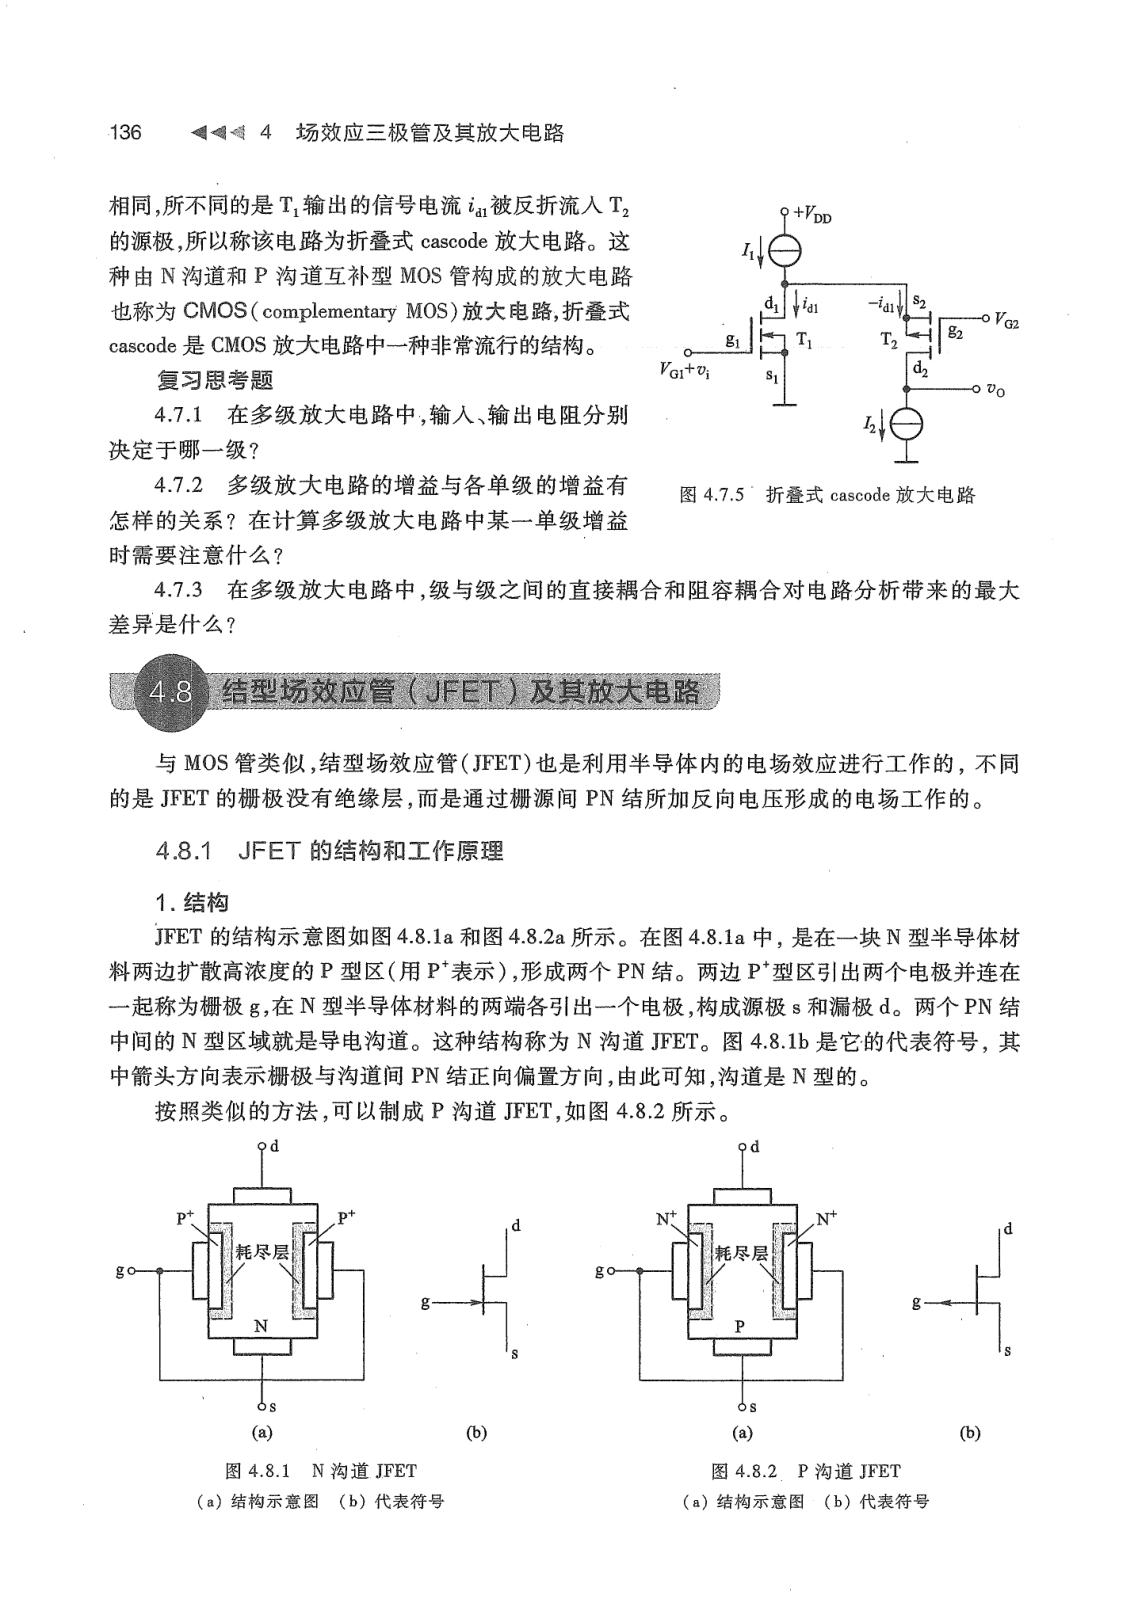 136 4 场效应三极管及其放大电路
相同,所不同的是 T1 输出的信号电流 id1 被反折流入 T2
的源极,所以称该电路为折叠式 cascode 放大电路。这
种由 N 沟道和 P 沟道互补型 MOS 管构成的放大电路
也称为 CMOS(complementary MOS)放大电路,折叠式
cascode 是 CMOS 放大电路中一种非常流行的结构。
复习思考题
4.7.1 在多级放大电路中,输入、输出电阻分别
决定于哪一级?
4.7.2 多级放大电路的增益与各单级的增益有
怎样的关系? 在计算多级放大电路中某一单级增益
时需要注意什么?
+VDD
I1
d1 id1 -id1 s2
g1 T1 T2 g2 VG2
VG1+vi s1 d2
vO
I2
图 4.7.5 折叠式 cascode 放大电路
4.7.3 在多级放大电路中,级与级之间的直接耦合和阻容耦合对电路分析带来的最大
差异是什么?
4.8 结型场效应管(JFET)及其放大电路
与 MOS 管类似,结型场效应管(JFET)也是利用半导体内的电场效应进行工作的, 不同
的是 JFET 的栅极没有绝缘层,而是通过栅源间 PN 结所加反向电压形成的电场工作的。
4.8.1 JFET 的结构和工作原理
1. 结构
JFET 的结构示意图如图 4.8.1a 和图 4.8.2a 所示。在图 4.8.1a 中, 是在一块 N 型半导体材
料两边扩散高浓度的 P 型区(用 P⁺表示),形成两个 PN 结。两边 P⁺型区引出两个电极并连在
一起称为栅极 g,在 N 型半导体材料的两端各引出一个电极,构成源极 s 和漏极 d。两个 PN 结
中间的 N 型区域就是导电沟道。这种结构称为 N 沟道 JFET。图 4.8.1b 是它的代表符号, 其
中箭头方向表示栅极与沟道间 PN 结正向偏置方向,由此可知,沟道是 N 型的。
按照类似的方法,可以制成 P 沟道 JFET,如图 4.8.2 所示。
d
P⁺ P⁺
耗尽层
g
N
s
(a)
d
g
s
(b)
图 4.8.1 N 沟道 JFET
(a) 结构示意图 (b) 代表符号
d
N⁺ N⁺
耗尽层
g
P
s
(a)
d
g
s
(b)
图 4.8.2 P 沟道 JFET
(a) 结构示意图 (b) 代表符号